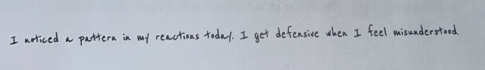 I noticed a pattern in my reactions today. I get defensive when I feel misunderstood.